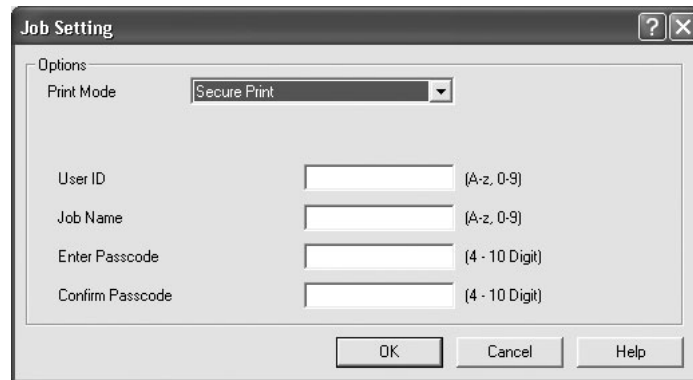 Job Setting
Options
Print Mode Secure Print
User ID (A-z, 0-9)
Job Name (A-z, 0-9)
Enter Passcode (4 - 10 Digit)
Confirm Passcode (4 - 10 Digit)
OK Cancel Help